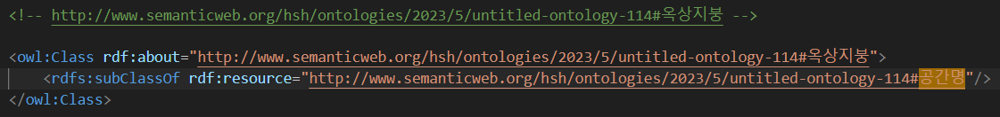 <!-- http://www.semanticweb.org/hsh/ontologies/2023/5/untitled-ontology-114#옥상지붕 -->
<owl:Class rdf:about="http://www.semanticweb.org/hsh/ontologies/2023/5/untitled-ontology-114#옥상지붕">
<rdfs:subClassOf rdf:resource="http://www.semanticweb.org/hsh/ontologies/2023/5/untitled-ontology-114#공간명"/>
</owl:Class>